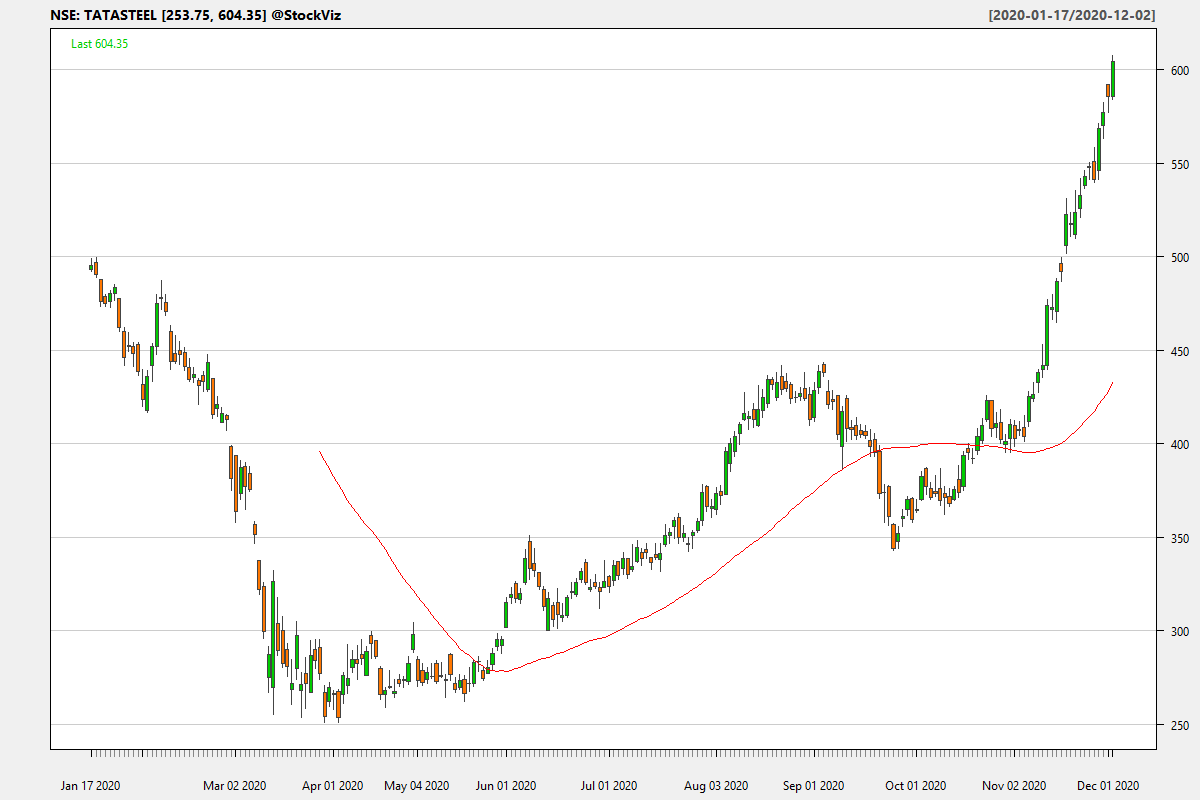 NSE: TATASTEEL [253.75, 604.35] @StockViz [2020-01-17/2020-12-02]
Last 604.35
600
550
500
450
400
350
300
250
Jan 17 2020 Mar 02 2020 Apr 01 2020 May 04 2020 Jun 01 2020 Jul 01 2020 Aug 03 2020 Sep 01 2020 Oct 01 2020 Nov 02 2020 Dec 01 2020